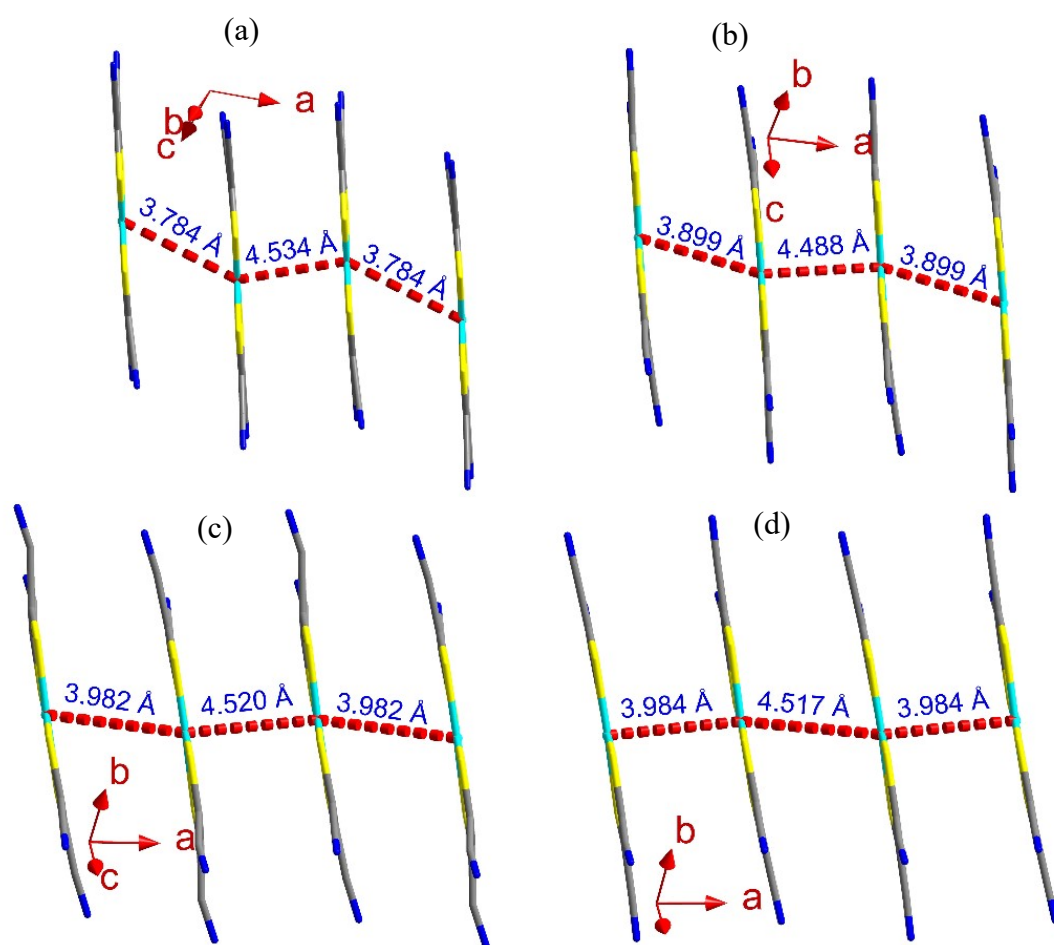 (a)
b
c
a
3.784 Å
4.534 Å
3.784 Å
(b)
b
a
c
3.899 Å
4.488 Å
3.899 Å
(c)
3.982 Å
4.520 Å
3.982 Å
b
a
c
(d)
3.984 Å
4.517 Å
3.984 Å
b
a